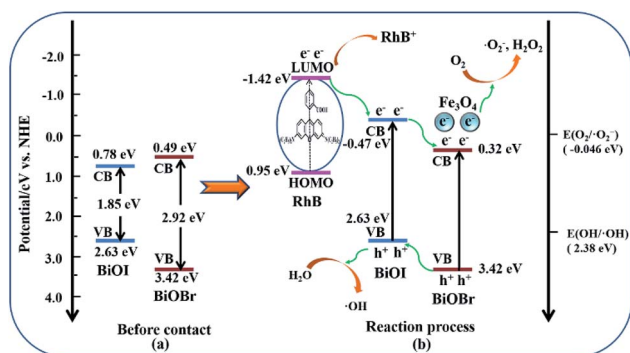 Potential/eV vs. NHE
-2.0
-1.0
0.0
1.0
2.0
3.0
4.0
0.78 eV
CB
1.85 eV
VB
2.63 eV
BiOI
0.49 eV
CB
2.92 eV
VB
3.42 eV
BiOBr
Before contact
(a)
e⁻ e⁻
LUMO
-1.42 eV
COOH
0.95 eV
HOMO
RhB
RhB⁺
e⁻ e⁻
CB
-0.47 eV
2.63 eV
VB
h⁺ h⁺
BiOI
H₂O
·OH
O₂
·O₂⁻, H₂O₂
Fe₃O₄
e⁻ e⁻
e⁻ e⁻
CB
0.32 eV
VB
3.42 eV
h⁺ h⁺
BiOBr
Reaction process
(b)
E(O₂/·O₂⁻)
( -0.046 eV)
E(OH/·OH)
( 2.38 eV)